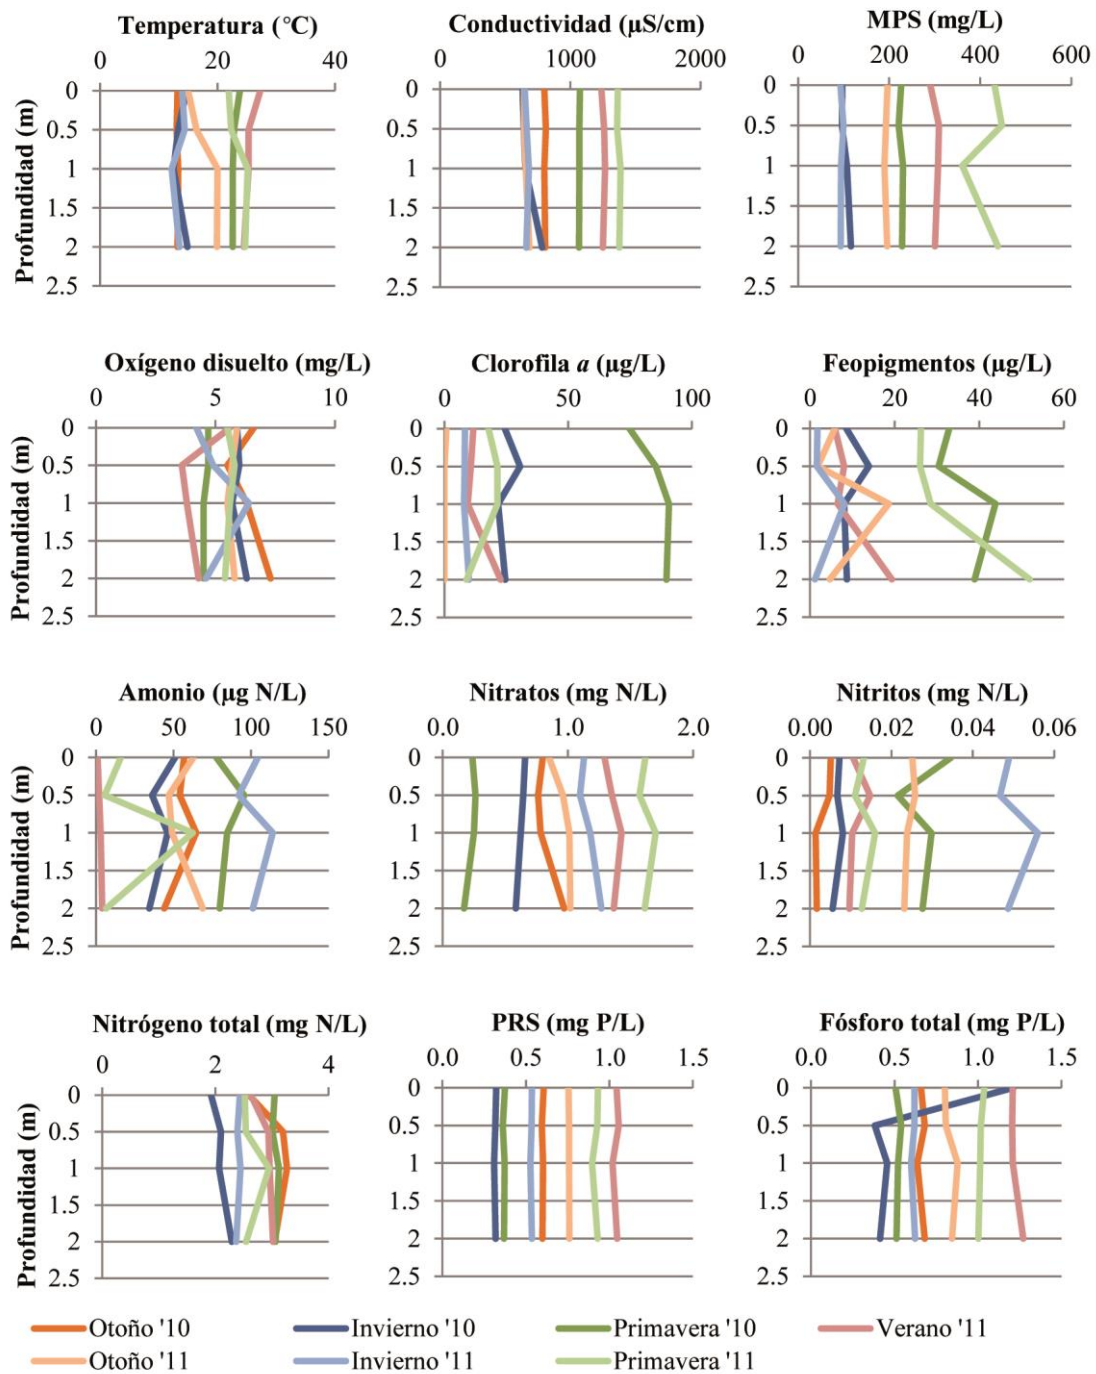 Temperatura (°C)
0 20 40
0
0.5
1
1.5
2
2.5
Profundidad (m)
Conductividad (µS/cm)
0 1000 2000
0
0.5
1
1.5
2
2.5
MPS (mg/L)
0 200 400 600
0
0.5
1
1.5
2
2.5
Oxígeno disuelto (mg/L)
0 5 10
0
0.5
1
1.5
2
2.5
Profundidad (m)
Clorofila a (µg/L)
0 50 100
0
0.5
1
1.5
2
2.5
Feopigmentos (µg/L)
0 20 40 60
0
0.5
1
1.5
2
2.5
Amonio (µg N/L)
0 50 100 150
0
0.5
1
1.5
2
2.5
Profundidad (m)
Nitratos (mg N/L)
0.0 1.0 2.0
0
0.5
1
1.5
2
2.5
Nitritos (mg N/L)
0.00 0.02 0.04 0.06
0
0.5
1
1.5
2
2.5
Nitrógeno total (mg N/L)
0 2 4
0
0.5
1
1.5
2
2.5
Profundidad (m)
PRS (mg P/L)
0.0 0.5 1.0 1.5
0
0.5
1
1.5
2
2.5
Fósforo total (mg P/L)
0.0 0.5 1.0 1.5
0
0.5
1
1.5
2
2.5
Otoño '10 Invierno '10 Primavera '10 Verano '11
Otoño '11 Invierno '11 Primavera '11